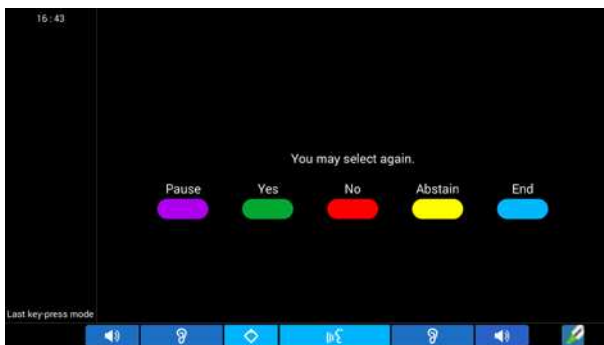 16:43
You may select again.
Pause Yes No Abstain End
Last key-press mode